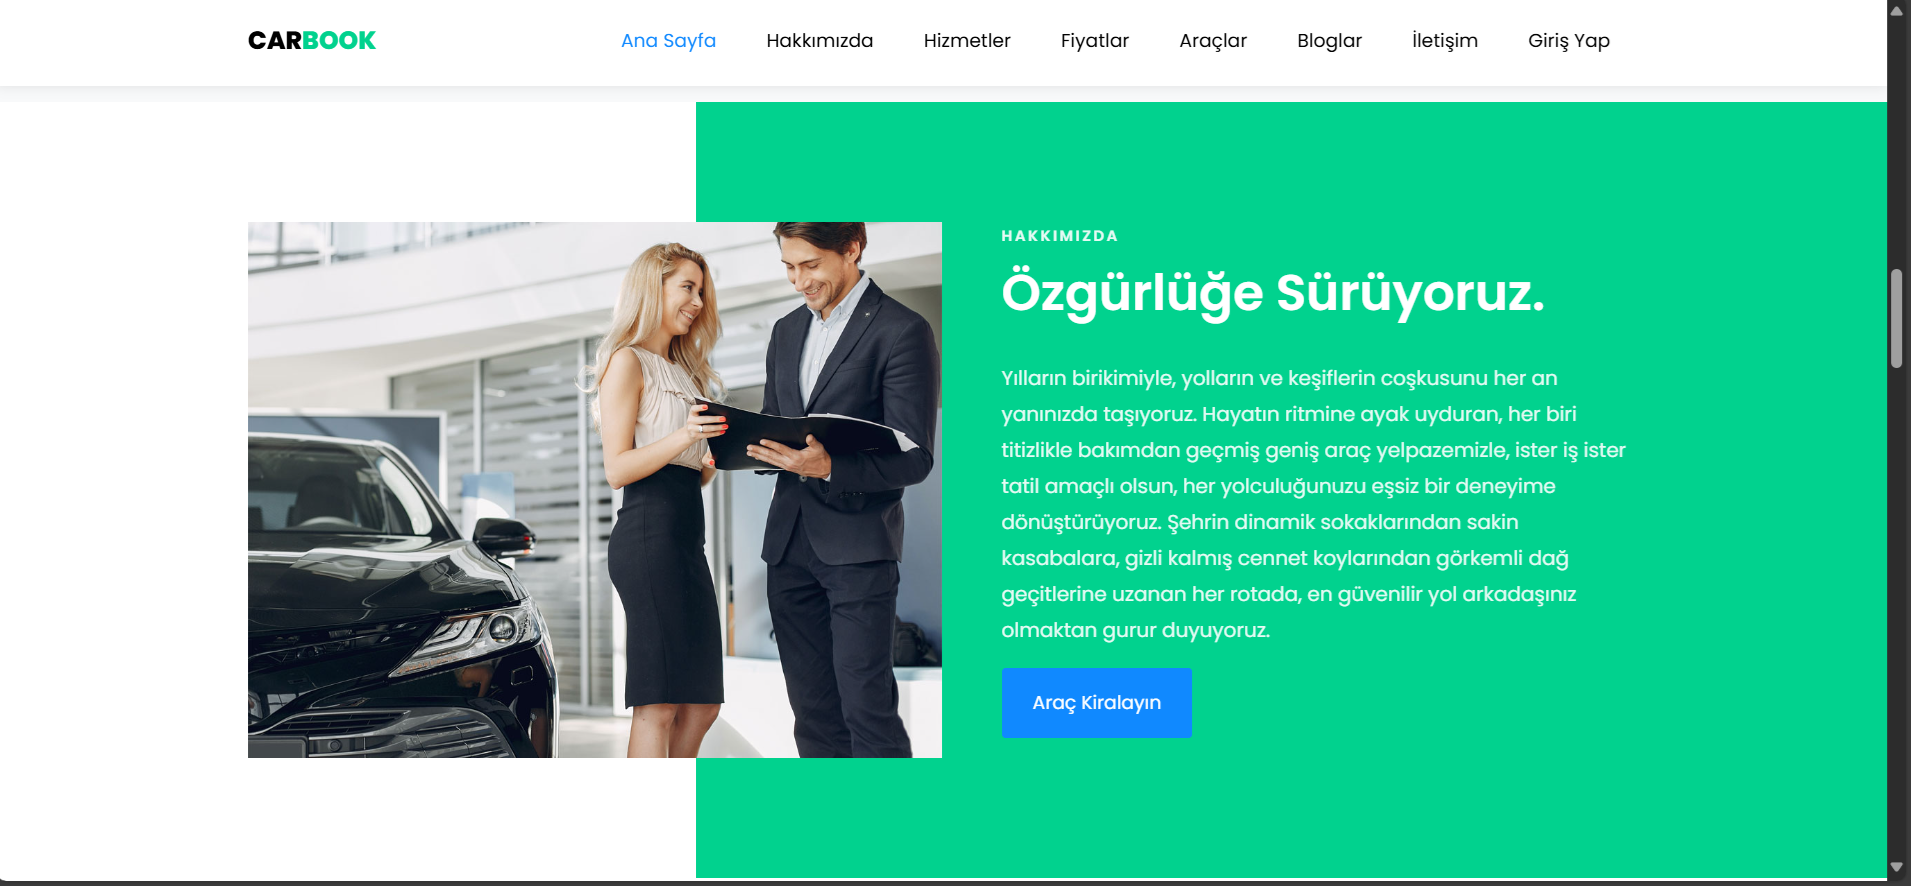 CARBOOK
Ana Sayfa
Hakkımızda
Hizmetler
Fiyatlar
Araçlar
Bloglar
İletişim
Giriş Yap
HAKKIMIZDA
Özgürlüğe Sürüyoruz.
Yılların birikimiyle, yolların ve keşiflerin coşkusunu her an
yanınızda taşıyoruz. Hayatın ritmine ayak uyduran, her biri
titizlikle bakımdan geçmiş geniş araç yelpazemizle, ister iş ister
tatil amaçlı olsun, her yolculuğunuzu eşsiz bir deneyime
dönüştürüyoruz. Şehrin dinamik sokaklarından sakin
kasabalara, gizli kalmış cennet koylarından görkemli dağ
geçitlerine uzanan her rotada, en güvenilir yol arkadaşınız
olmaktan gurur duyuyoruz.
Araç Kiralayın